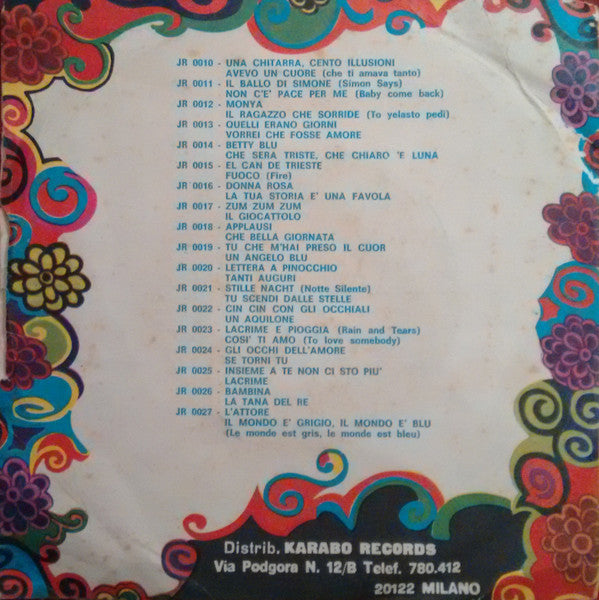 JR 0010 - UNA CHITARRA, CENTO ILLUSIONI
AVEVO UN CUORE (che ti amava tanto)
JR 0011 - IL BALLO DI SIMONE (Simon Says)
NON C'E' PACE PER ME (Baby come back)
JR 0012 - MONYA
IL RAGAZZO CHE SORRIDE (To yelasto pedi)
JR 0013 - QUELLI ERANO GIORNI
VORREI CHE FOSSE AMORE
JR 0014 - BETTY BLU
CHE SERA TRISTE, CHE CHIARO 'E LUNA
JR 0015 - EL CAN DE TRIESTE
FUOCO (Fire)
JR 0016 - DONNA ROSA
LA TUA STORIA E' UNA FAVOLA
JR 0017 - ZUM ZUM ZUM
IL GIOCATTOLO
JR 0018 - APPLAUSI
CHE BELLA GIORNATA
JR 0019 - TU CHE M'HAI PRESO IL CUOR
UN ANGELO BLU
JR 0020 - LETTERA A PINOCCHIO
TANTI AUGURI
JR 0021 - STILLE NACHT (Notte Silente)
TU SCENDI DALLE STELLE
JR 0022 - CIN CIN CON GLI OCCHIALI
UN AQUILONE
JR 0023 - LACRIME E PIOGGIA (Rain and Tears)
COSI' TI AMO (To love somebody)
JR 0024 - GLI OCCHI DELL'AMORE
SE TORNI TU
JR 0025 - INSIEME A TE NON CI STO PIU'
LACRIME
JR 0026 - BAMBINA
LA TANA DEL RE
JR 0027 - L'ATTORE
IL MONDO E' GRIGIO, IL MONDO E' BLU
(Le monde est gris, le monde est bleu)
Distrib. KARABO RECORDS
Via Podgora N. 12/B Telef. 780.412
20122 MILANO